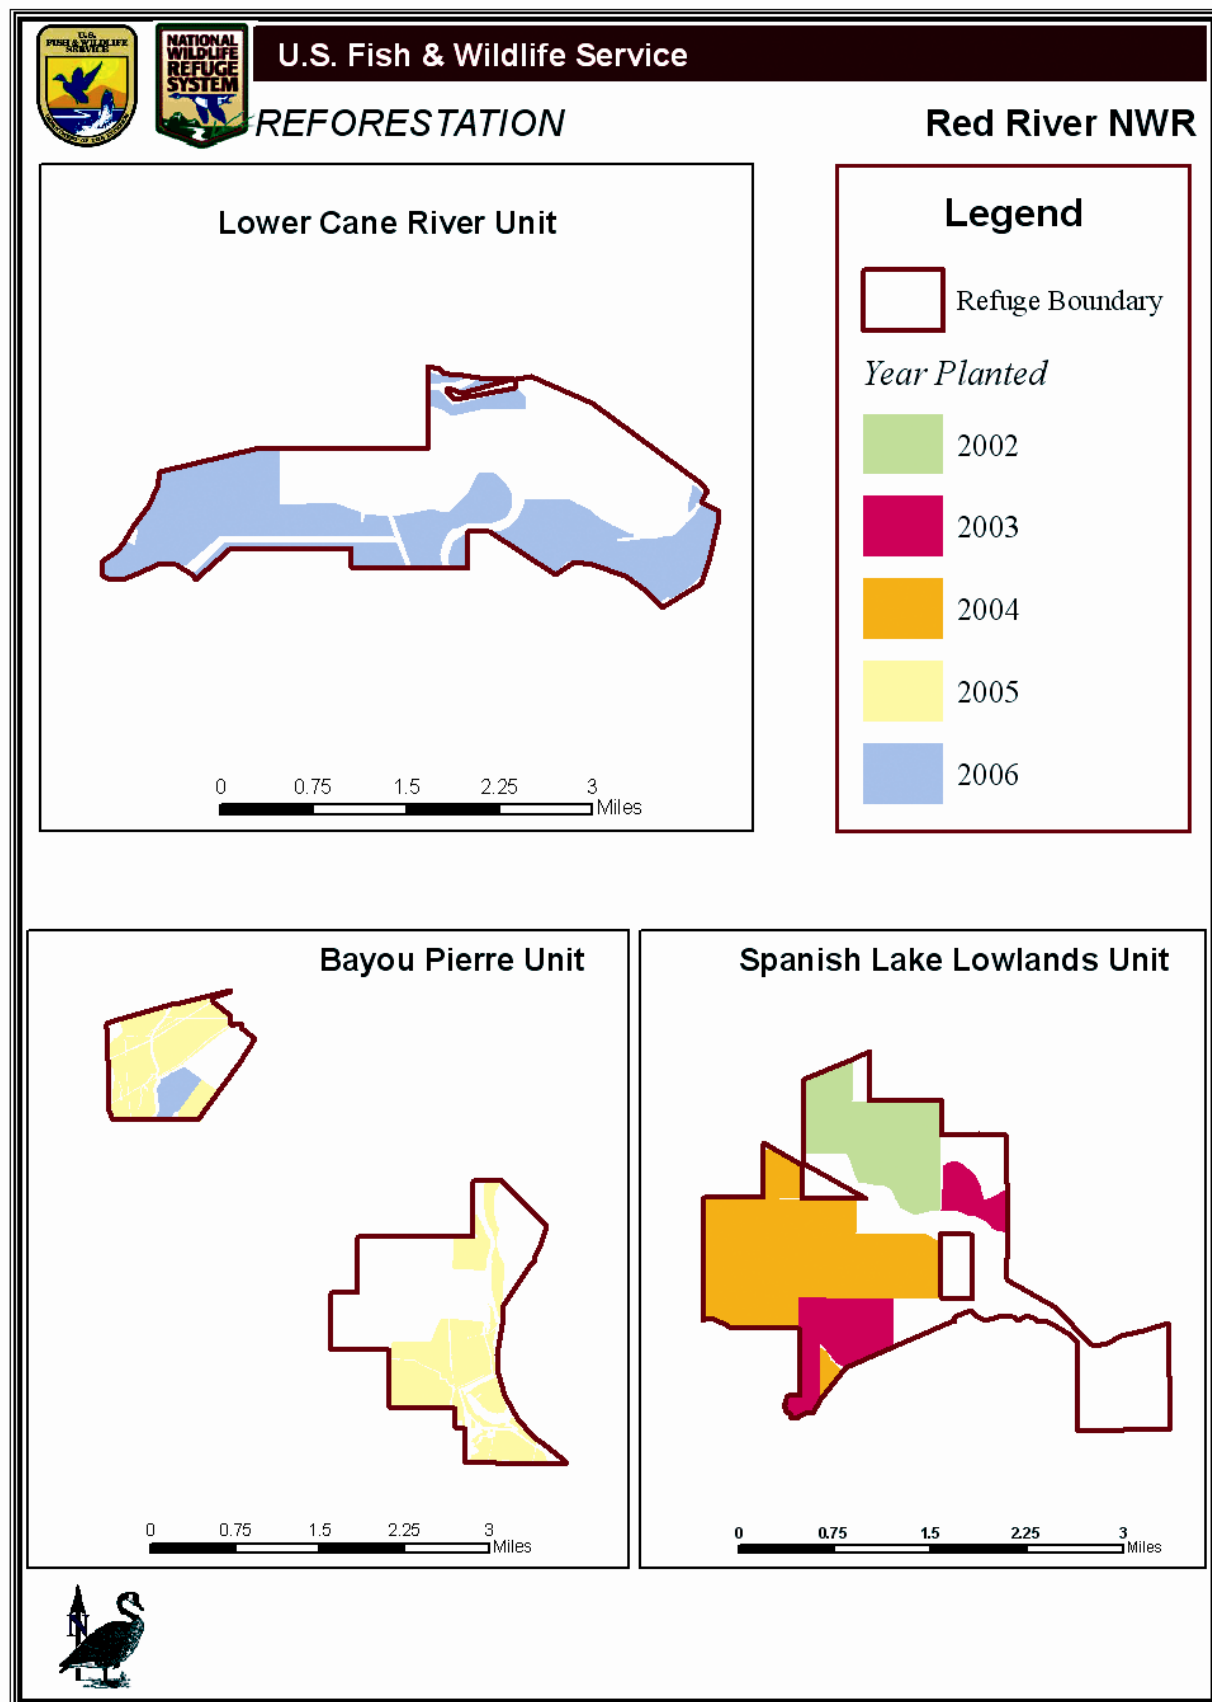 U.S.
FISH & WILDLIFE
SERVICE
NATIONAL
WILDLIFE
REFUGE
SYSTEM
U.S. Fish & Wildlife Service
REFORESTATION
Red River NWR
Lower Cane River Unit
0 0.75 1.5 2.25 3
Miles
Legend
Refuge Boundary
Year Planted
2002
2003
2004
2005
2006
Bayou Pierre Unit
0 0.75 1.5 2.25 3
Miles
Spanish Lake Lowlands Unit
0 0.75 1.5 2.25 3
Miles
N